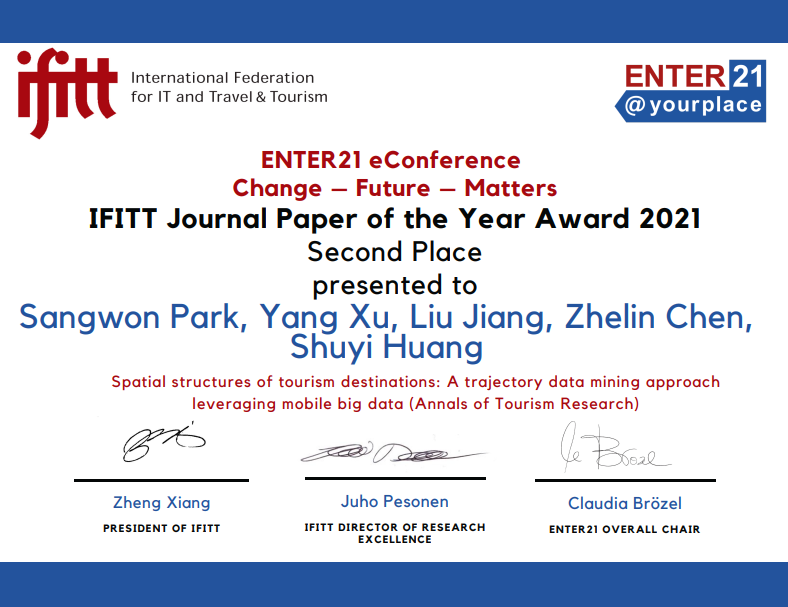 ifitt
International Federation
for IT and Travel & Tourism
ENTER 21
@yourplace
ENTER21 eConference
Change – Future – Matters
IFITT Journal Paper of the Year Award 2021
Second Place
presented to
Sangwon Park, Yang Xu, Liu Jiang, Zhelin Chen,
Shuyi Huang
Spatial structures of tourism destinations: A trajectory data mining approach
leveraging mobile big data (Annals of Tourism Research)
Zheng Xiang
PRESIDENT OF IFITT
Juho Pesonen
IFITT DIRECTOR OF RESEARCH
EXCELLENCE
Claudia Brözel
ENTER21 OVERALL CHAIR